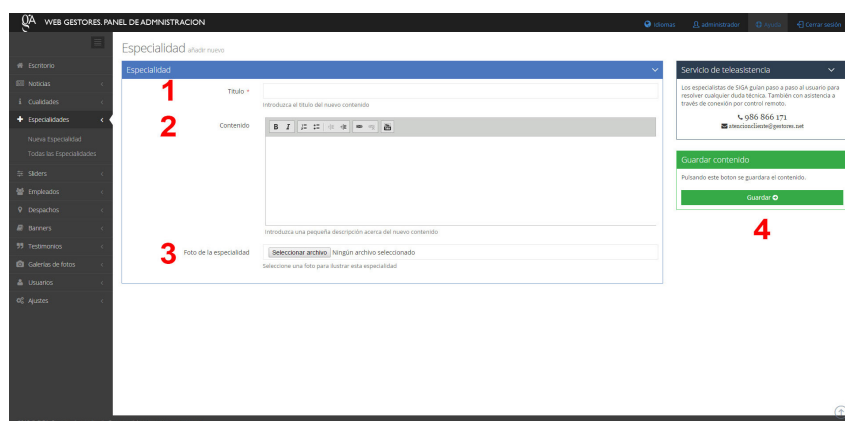 WEB GESTORES. PANEL DE ADMNISTRACION
Idiomas
administrador
Ayuda
Cerrar sesión
Especialidad añadir nuevo
Escritorio
Noticias
Cualidades
Especialidades
Nueva Especialidad
Todas las Especialidades
Sliders
Empleados
Despachos
Banners
Testimonios
Galerías de fotos
Usuarios
Ajustes
Especialidad
1
Título *
Introduzca el título del nuevo contenido
2
Contenido
B I
Introduzca una pequeña descripción acerca del nuevo contenido
3
Foto de la especialidad
Seleccionar archivo Ningún archivo seleccionado
Seleccione una foto para ilustrar esta especialidad
Servicio de teleasistencia
Los especialistas de SIGA guían paso a paso al usuario para
resolver cualquier duda técnica. También con asistencia a
través de conexión por control remoto.
986 866 171
atencioncliente@gestores.net
Guardar contenido
Pulsando este boton se guardara el contenido.
Guardar
4